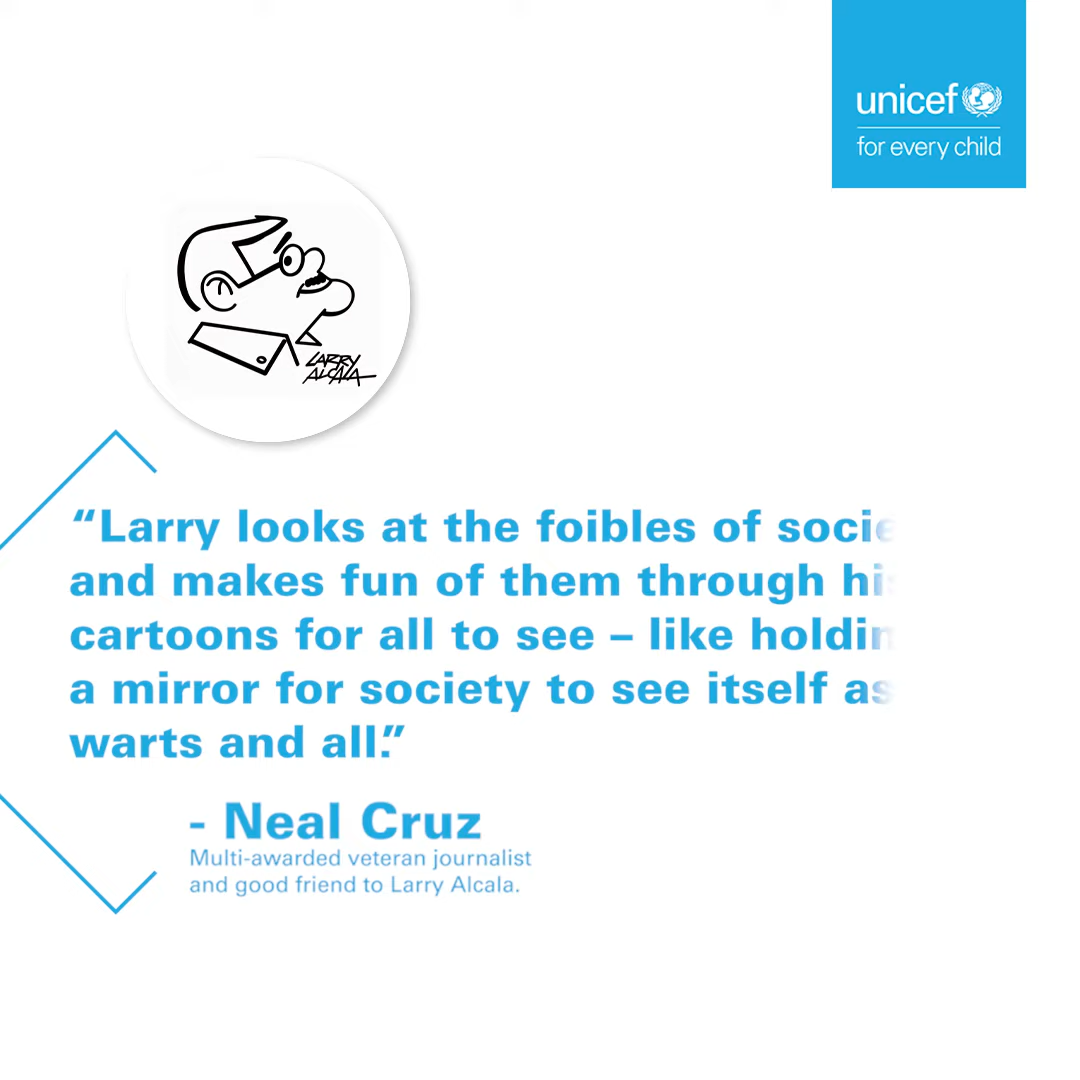 unicef
for every child
LARRY
ALCALA
“Larry looks at the foibles of socie
and makes fun of them through his
cartoons for all to see – like holdin
a mirror for society to see itself as
warts and all.”
- Neal Cruz
Multi-awarded veteran journalist
and good friend to Larry Alcala.